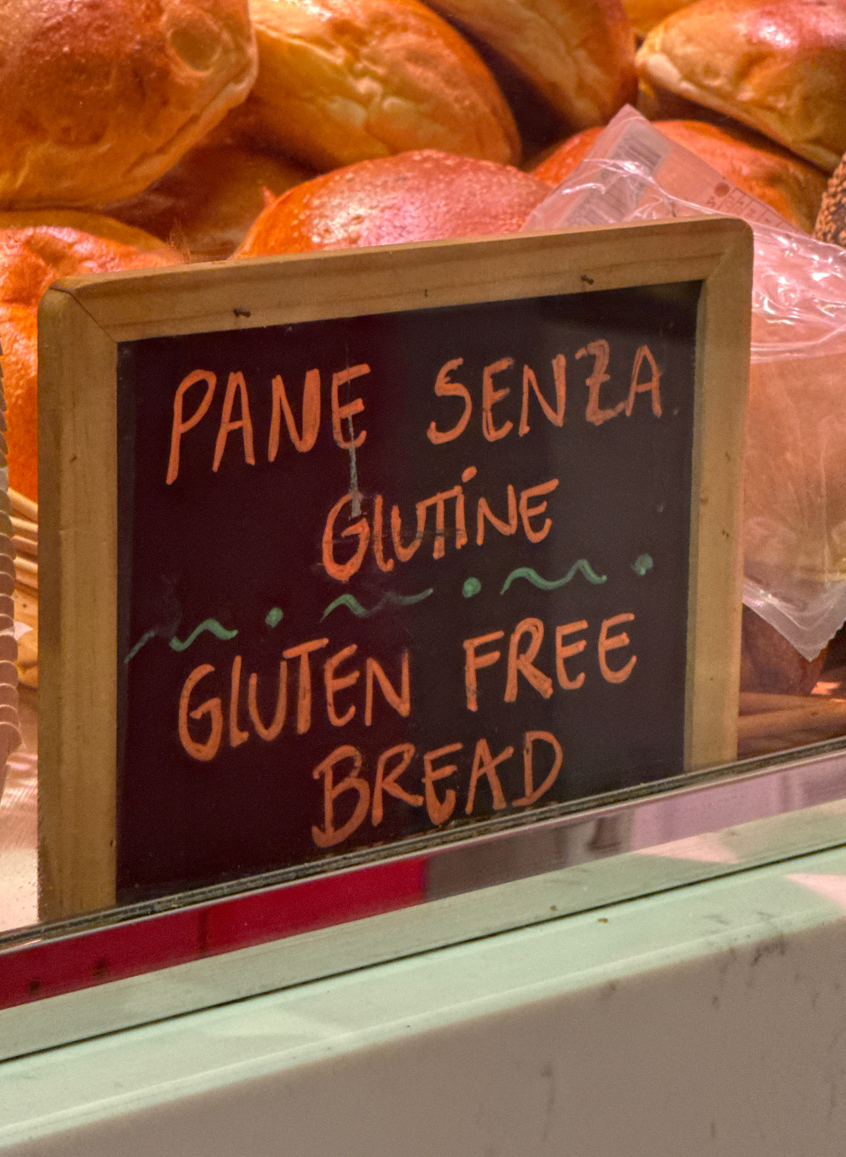 PANE SENZA
GLUTINE
GLUTEN FREE
BREAD